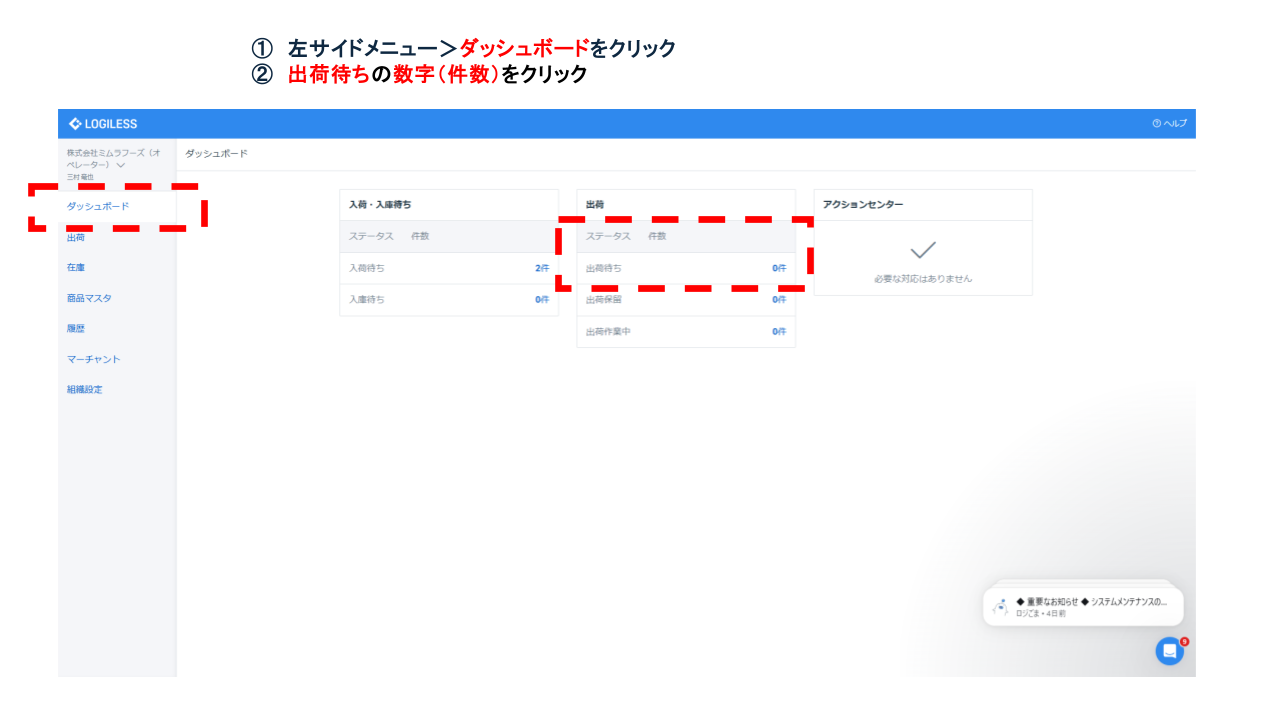 ① 左サイドメニュー＞ダッシュボードをクリック
② 出荷待ちの数字（件数）をクリック
LOGILESS
ヘルプ
株式会社ミムラフーズ（オ
ペレーター）
三村竜也
ダッシュボード
ダッシュボード
出荷
在庫
商品マスタ
履歴
マーチャント
組織設定
入荷・入庫待ち
ステータス 件数
入荷待ち 2件
入庫待ち 0件
出荷
ステータス 件数
出荷待ち 0件
出荷保留 0件
出荷作業中 0件
アクションセンター
必要な対応はありません
◆ 重要なお知らせ ◆ システムメンテナンスの...
ロジごま • 4日前
9